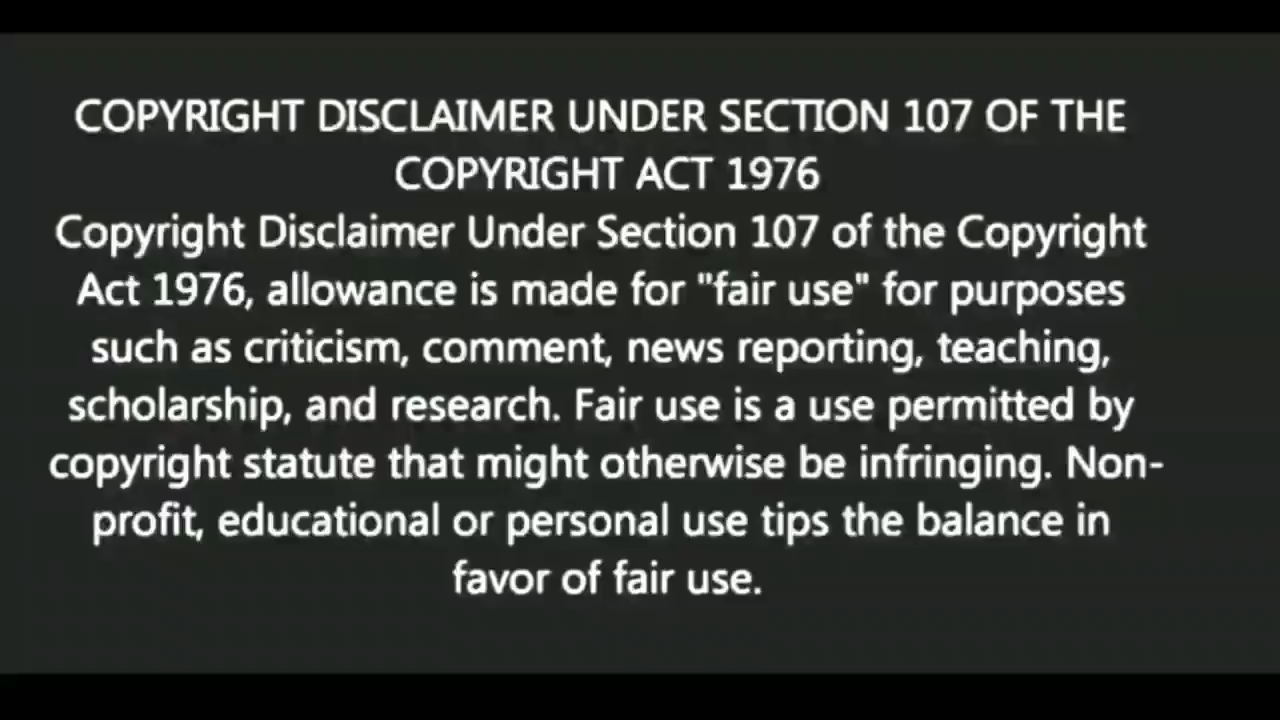 COPYRIGHT DISCLAIMER UNDER SECTION 107 OF THE
COPYRIGHT ACT 1976
Copyright Disclaimer Under Section 107 of the Copyright
Act 1976, allowance is made for "fair use" for purposes
such as criticism, comment, news reporting, teaching,
scholarship, and research. Fair use is a use permitted by
copyright statute that might otherwise be infringing. Non-
profit, educational or personal use tips the balance in
favor of fair use.